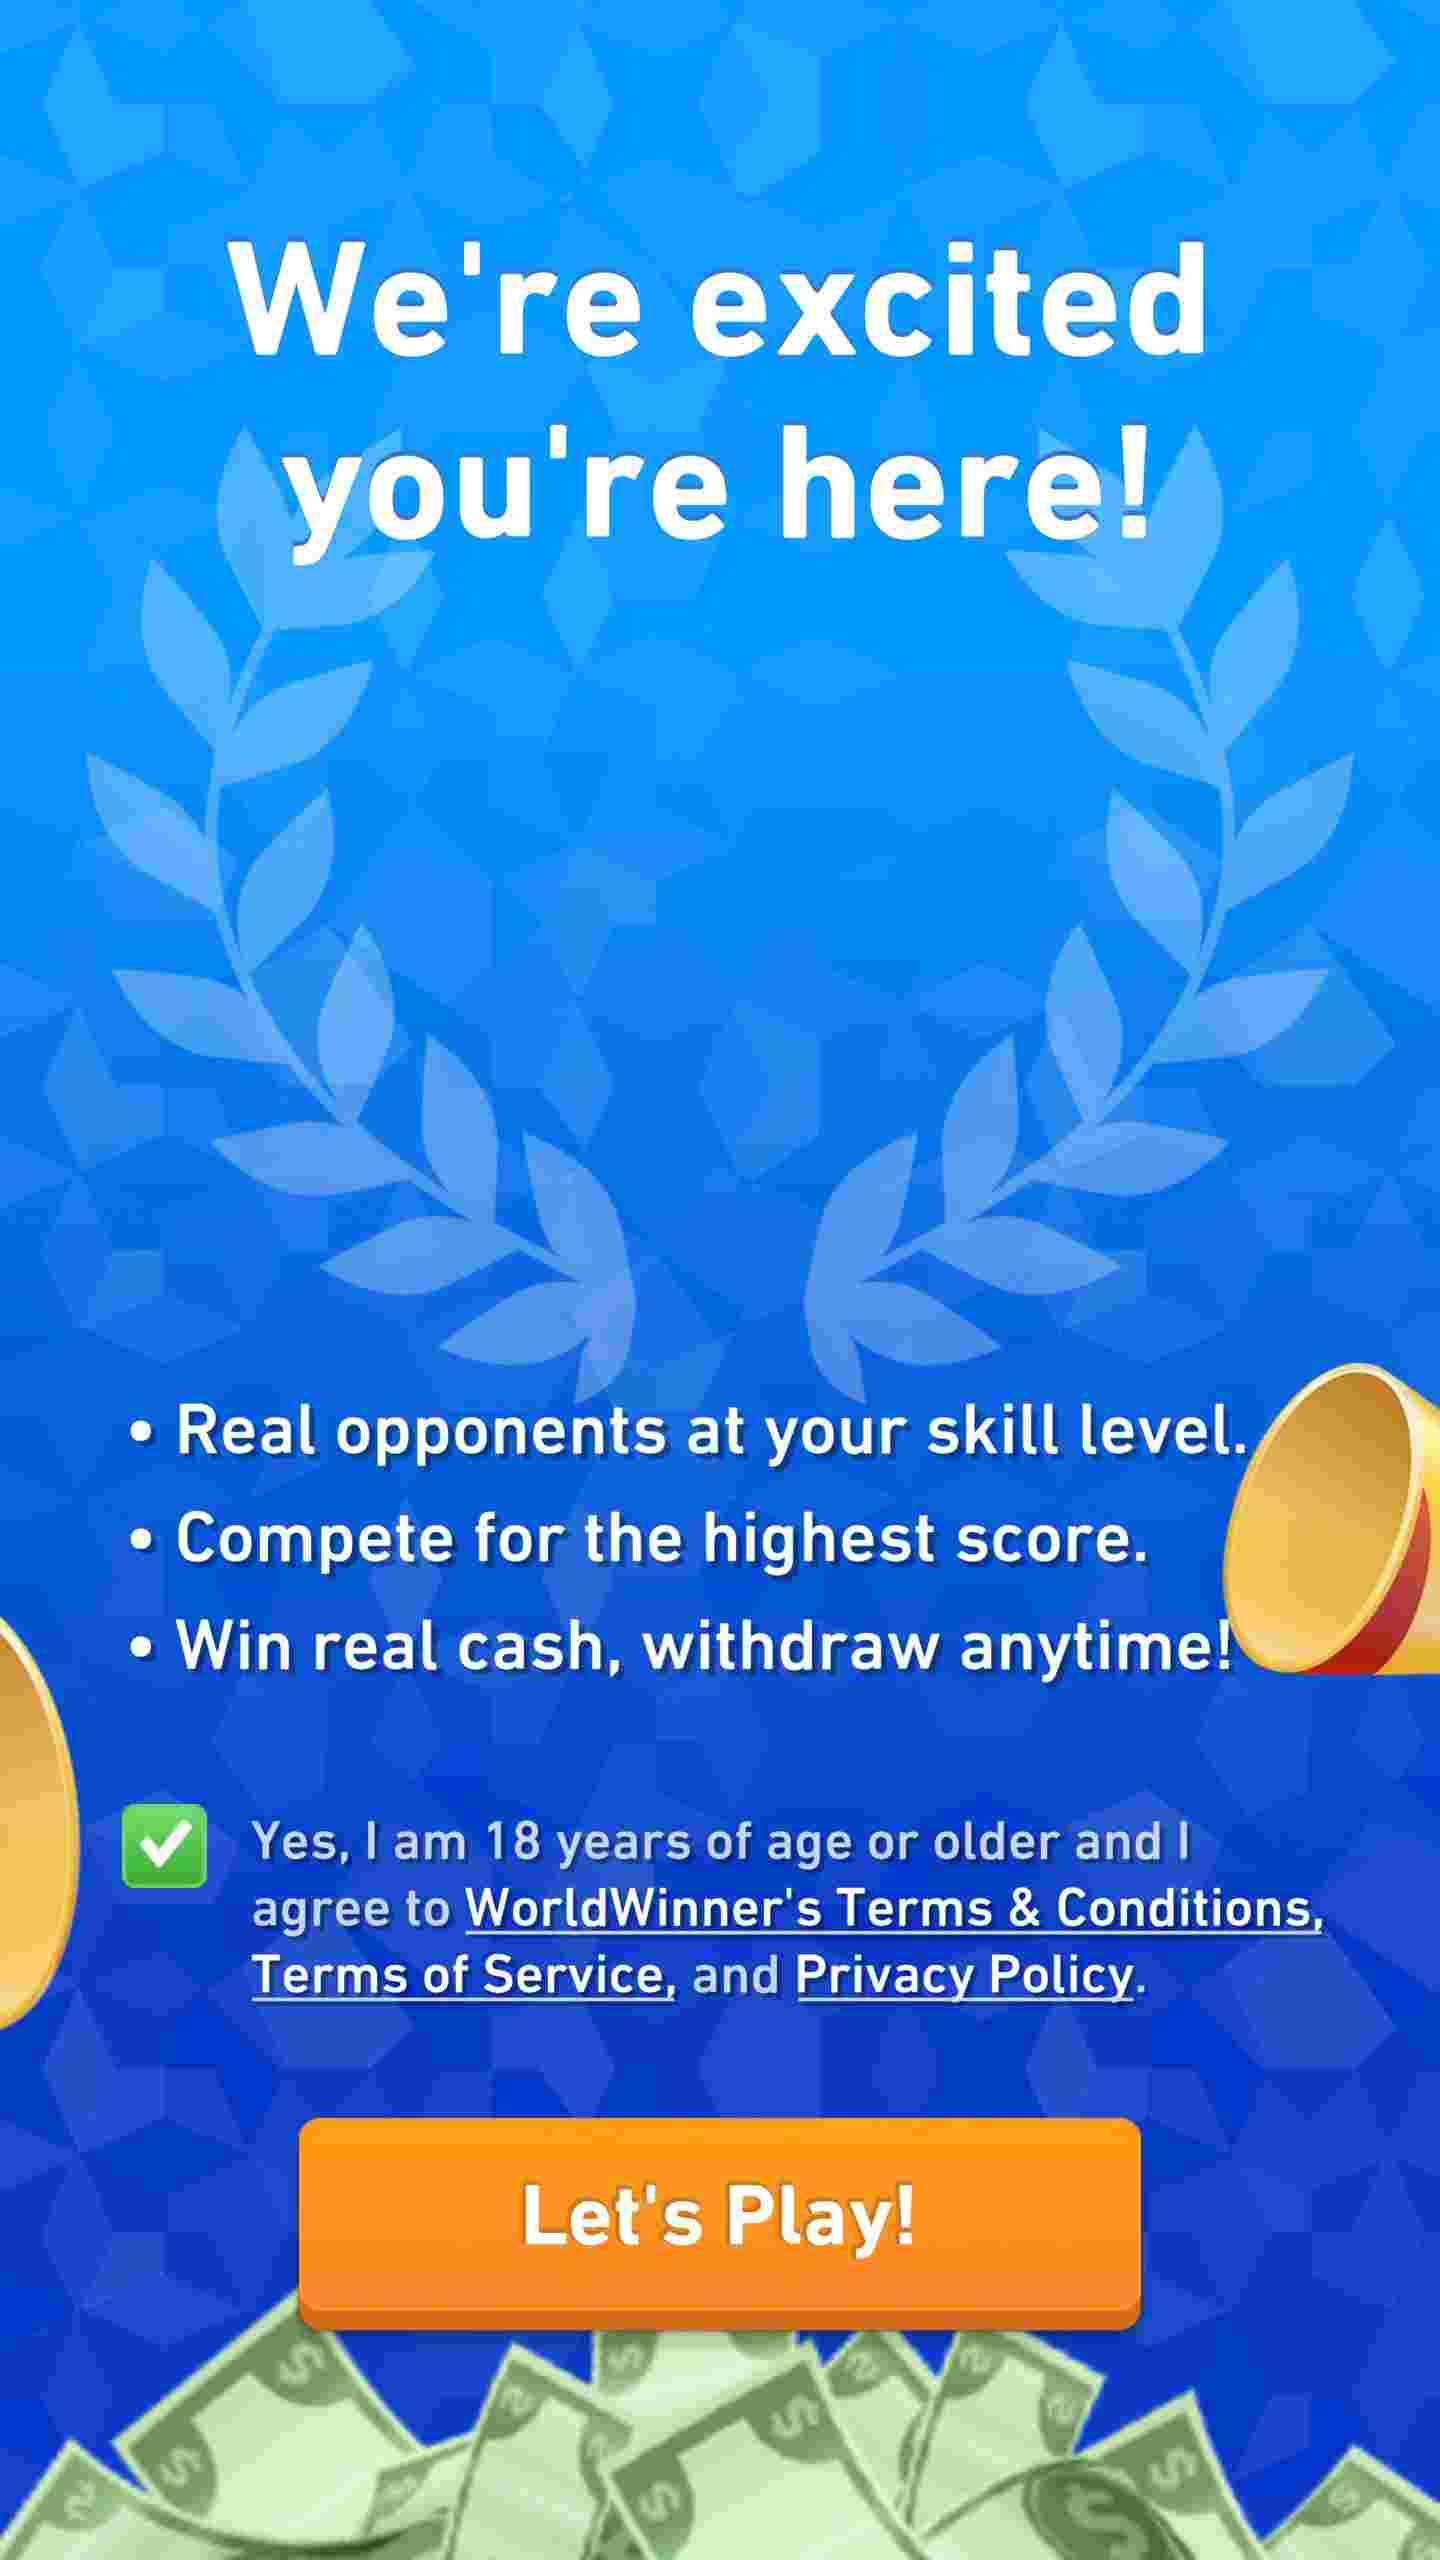 We're excited
you're here!
• Real opponents at your skill level.
• Compete for the highest score.
• Win real cash, withdraw anytime!
Yes, I am 18 years of age or older and I
agree to WorldWinner's Terms & Conditions,
Terms of Service, and Privacy Policy.
Let's Play!